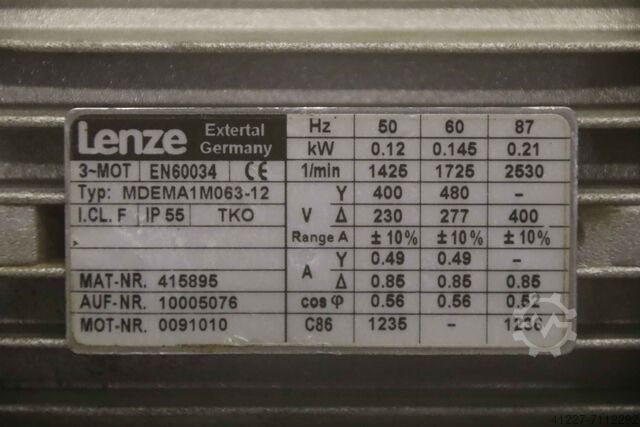 Lenze Extertal Germany
3~MOT EN60034 CE
Typ: MDEMA1M063-12
I.CL. F IP 55 TKO
MAT-NR. 415895
AUF-NR. 10005076
MOT-NR. 0091010
Hz 50 60 87
kW 0.12 0.145 0.21
1/min 1425 1725 2530
V Y 400 480 -
Δ 230 277 400
Range A ± 10% ± 10% ± 10%
A Y 0.49 0.49 -
Δ 0.85 0.85 0.85
cos φ 0.56 0.56 0.52
C86 1235 - 1236